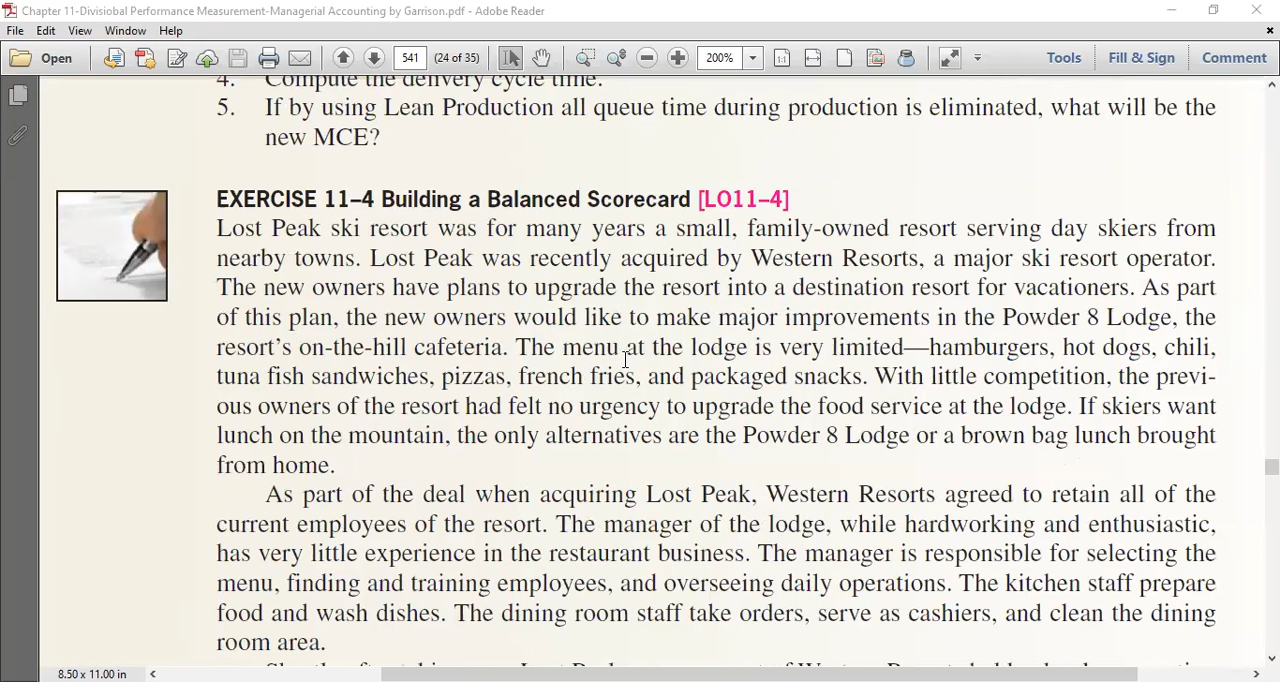 Chapter 11-Divisiobal Performance Measurement-Managerial Accounting by Garrison.pdf - Adobe Reader
File Edit View Window Help
Open 541 (24 of 35) 200% Tools Fill & Sign Comment
4. Compute the delivery cycle time.
5. If by using Lean Production all queue time during production is eliminated, what will be the
new MCE?
EXERCISE 11–4 Building a Balanced Scorecard [LO11–4]
Lost Peak ski resort was for many years a small, family-owned resort serving day skiers from
nearby towns. Lost Peak was recently acquired by Western Resorts, a major ski resort operator.
The new owners have plans to upgrade the resort into a destination resort for vacationers. As part
of this plan, the new owners would like to make major improvements in the Powder 8 Lodge, the
resort's on-the-hill cafeteria. The menu at the lodge is very limited—hamburgers, hot dogs, chili,
tuna fish sandwiches, pizzas, french fries, and packaged snacks. With little competition, the previ-
ous owners of the resort had felt no urgency to upgrade the food service at the lodge. If skiers want
lunch on the mountain, the only alternatives are the Powder 8 Lodge or a brown bag lunch brought
from home.
As part of the deal when acquiring Lost Peak, Western Resorts agreed to retain all of the
current employees of the resort. The manager of the lodge, while hardworking and enthusiastic,
has very little experience in the restaurant business. The manager is responsible for selecting the
menu, finding and training employees, and overseeing daily operations. The kitchen staff prepare
food and wash dishes. The dining room staff take orders, serve as cashiers, and clean the dining
room area.
8.50 x 11.00 in